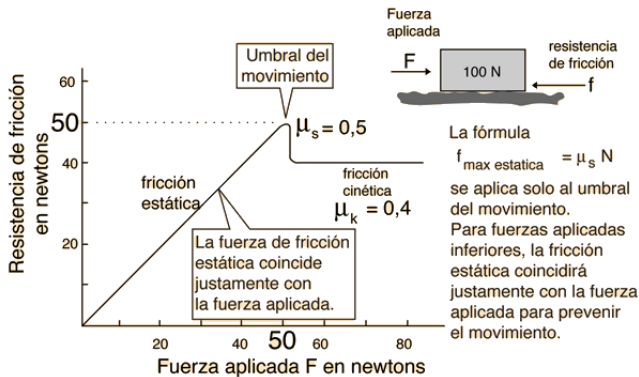 Fuerza
aplicada
F
100 N
resistencia
de fricción
f
Umbral del
movimiento
Resistencia de fricción
en newtons
60
50
40
20
μs = 0,5
fricción
estática
fricción
cinética
μk = 0,4
La fuerza de fricción
estática coincide
justamente con
la fuerza aplicada.
20
40
50
60
80
Fuerza aplicada F en newtons
La fórmula
f max estatica = μs N
se aplica solo al umbral
del movimiento.
Para fuerzas aplicadas
inferiores, la fricción
estática coincidirá
justamente con la fuerza
aplicada para prevenir
el movimiento.